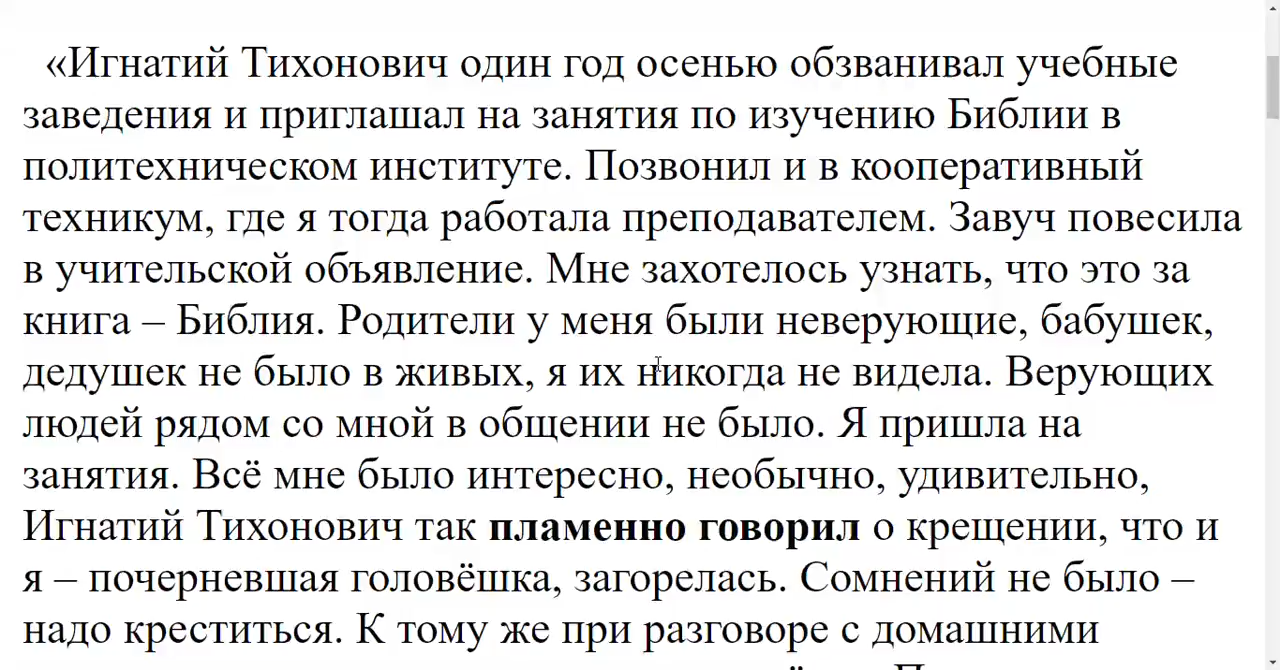 «Игнатий Тихонович один год осенью обзванивал учебные
заведения и приглашал на занятия по изучению Библии в
политехническом институте. Позвонил и в кооперативный
техникум, где я тогда работала преподавателем. Завуч повесила
в учительской объявление. Мне захотелось узнать, что это за
книга – Библия. Родители у меня были неверующие, бабушек,
дедушек не было в живых, я их никогда не видела. Верующих
людей рядом со мной в общении не было. Я пришла на
занятия. Всё мне было интересно, необычно, удивительно,
Игнатий Тихонович так пламенно говорил о крещении, что и
я – почерневшая головёшка, загорелась. Сомнений не было –
надо креститься. К тому же при разговоре с домашними